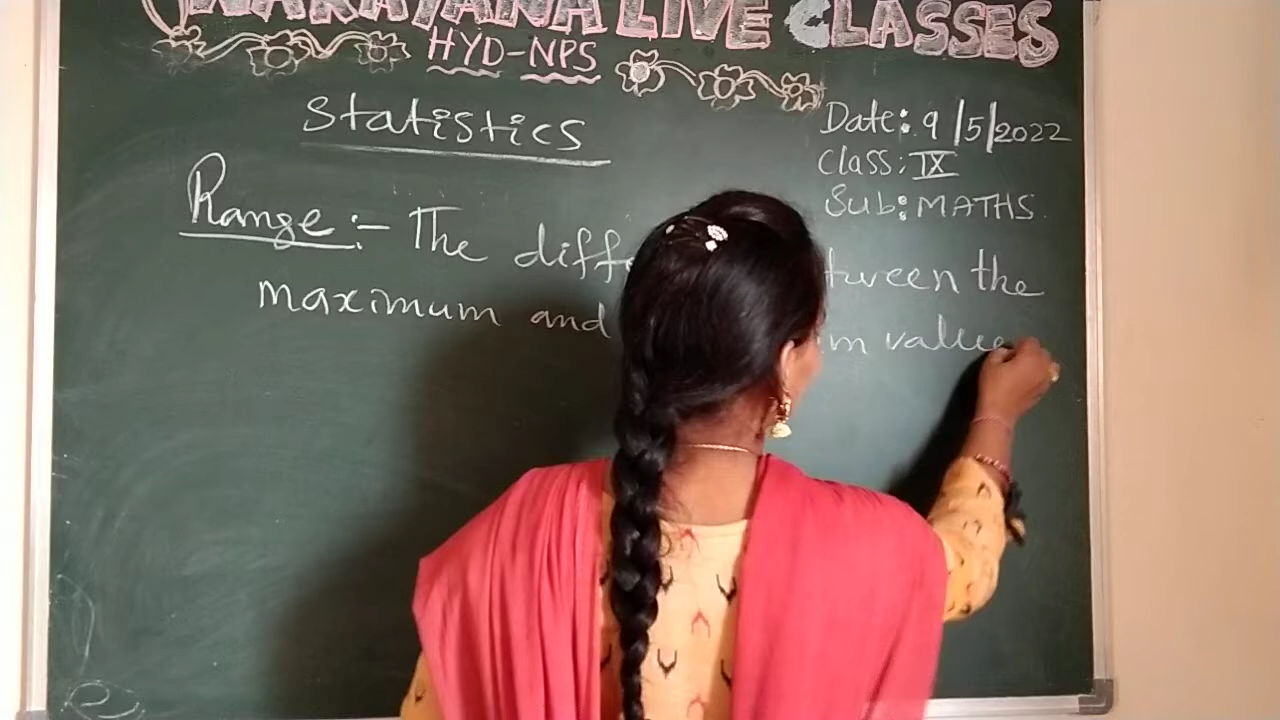 NARAYANA LIVE CLASSES
HYD-NPS
Statistics
Date: 9/5/2022
Class: IX
Sub: MATHS
Range:- The diffe tween the
maximum and m value